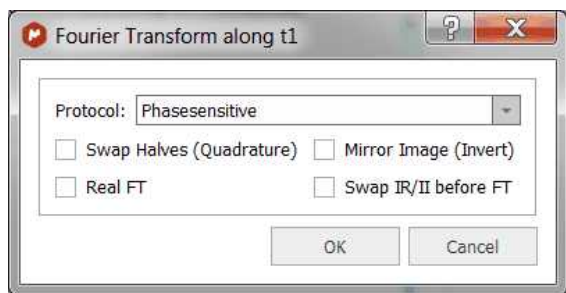 Fourier Transform along t1
Protocol: Phasesensitive
Swap Halves (Quadrature) Mirror Image (Invert)
Real FT Swap IR/II before FT
OK Cancel